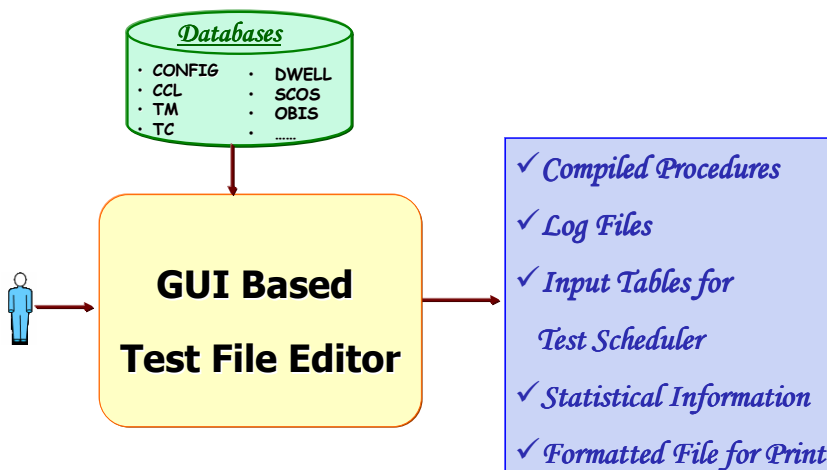 Databases
· CONFIG
· CCL
· TM
· TC
· DWELL
· SCOS
· OBIS
· ......
GUI Based
Test File Editor
✓ Compiled Procedures
✓ Log Files
✓ Input Tables for
Test Scheduler
✓ Statistical Information
✓ Formatted File for Print